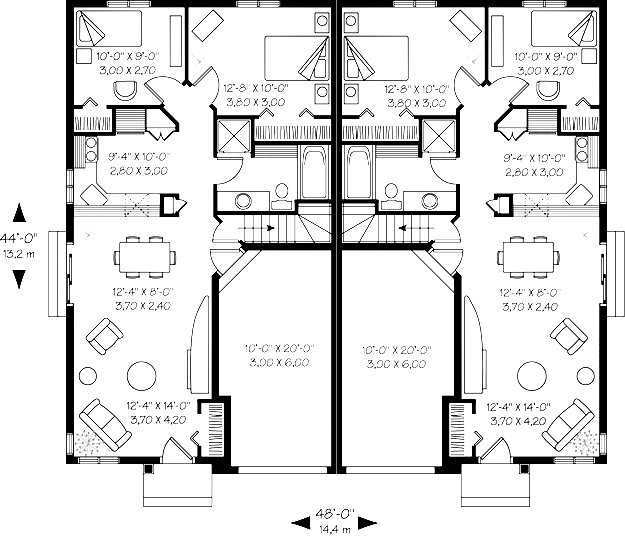 10'-0" X 9'-0"
3,00 X 2,70
12'-8" X 10'-0"
3,80 X 3,00
12'-8" X 10'-0"
3,80 X 3,00
10'-0" X 9'-0"
3,00 X 2,70
9'-4" X 10'-0"
2,80 X 3,00
9'-4" X 10'-0"
2,80 X 3,00
44'-0"
13,2 m
12'-4" X 8'-0"
3,70 X 2,40
12'-4" X 8'-0"
3,70 X 2,40
10'-0" X 20'-0"
3,00 X 6,00
10'-0" X 20'-0"
3,00 X 6,00
12'-4" X 14'-0"
3,70 X 4,20
12'-4" X 14'-0"
3,70 X 4,20
48'-0"
14,4 m